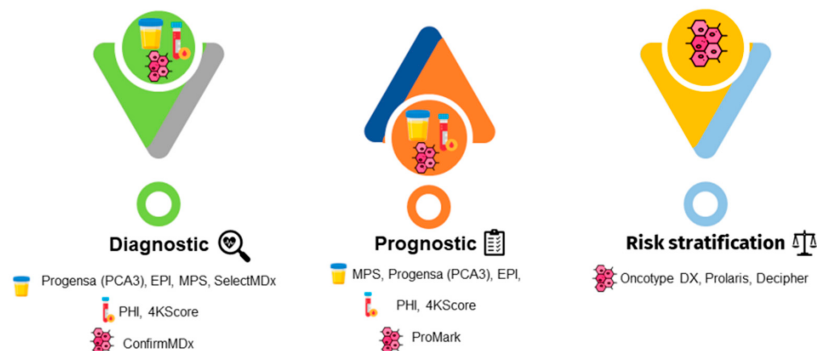 Diagnostic
Progensa (PCA3), EPI, MPS, SelectMDx
PHI, 4KScore
ConfirmMDx
Prognostic
MPS, Progensa (PCA3), EPI,
PHI, 4KScore
ProMark
Risk stratification
Oncotype DX, Prolaris, Decipher